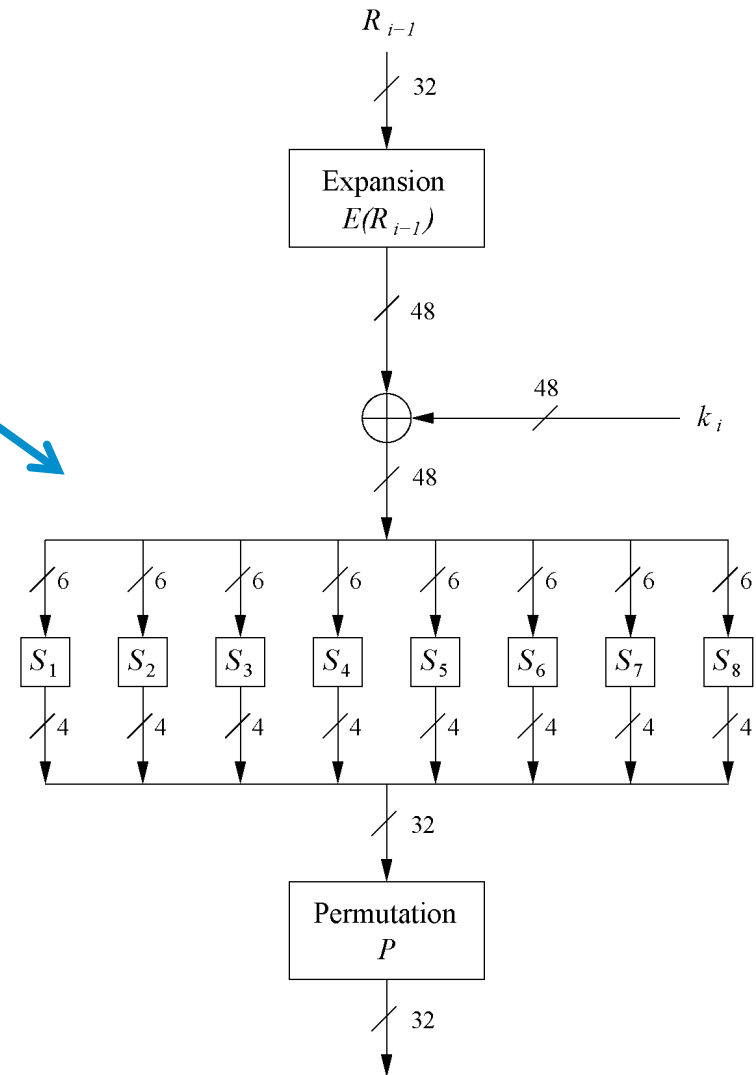 R i−1
32
Expansion
E(R i−1)
48
48
k i
48
6 6 6 6 6 6 6 6
S1 S2 S3 S4 S5 S6 S7 S8
4 4 4 4 4 4 4 4
32
Permutation
P
32